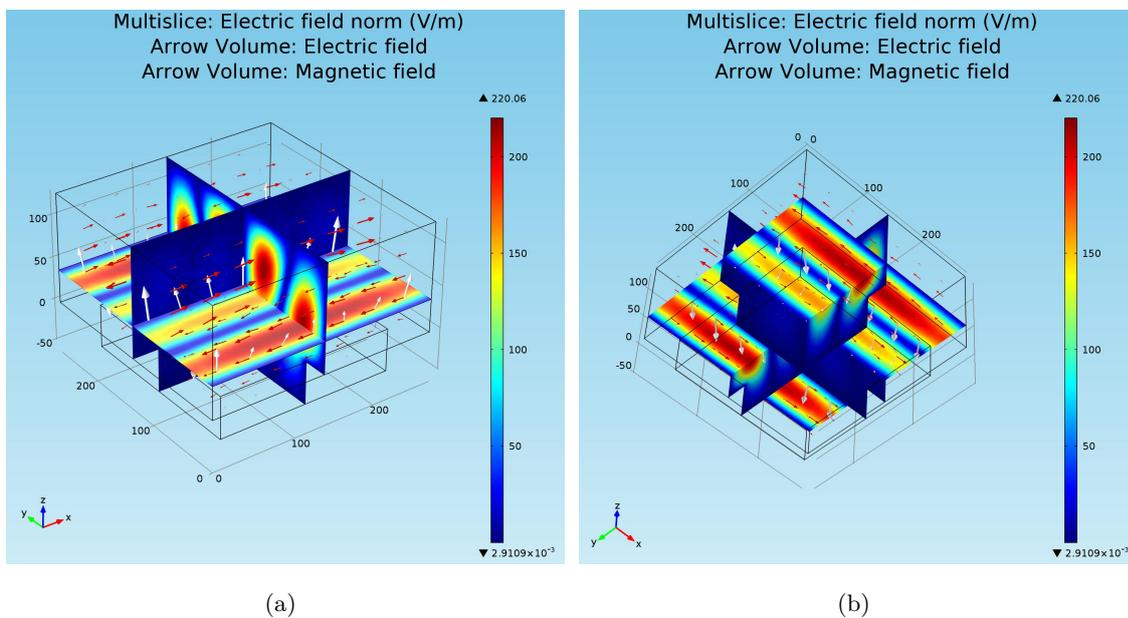 Multislice: Electric field norm (V/m)
Arrow Volume: Electric field
Arrow Volume: Magnetic field
▲ 220.06
200
150
100
50
▼ 2.9109×10⁻³
100
50
0
-50
200
100
0 0
100
200
z
y
x
(a)
Multislice: Electric field norm (V/m)
Arrow Volume: Electric field
Arrow Volume: Magnetic field
▲ 220.06
200
150
100
50
▼ 2.9109×10⁻³
0 0
100
100
200
200
100
50
0
-50
z
y
x
(b)